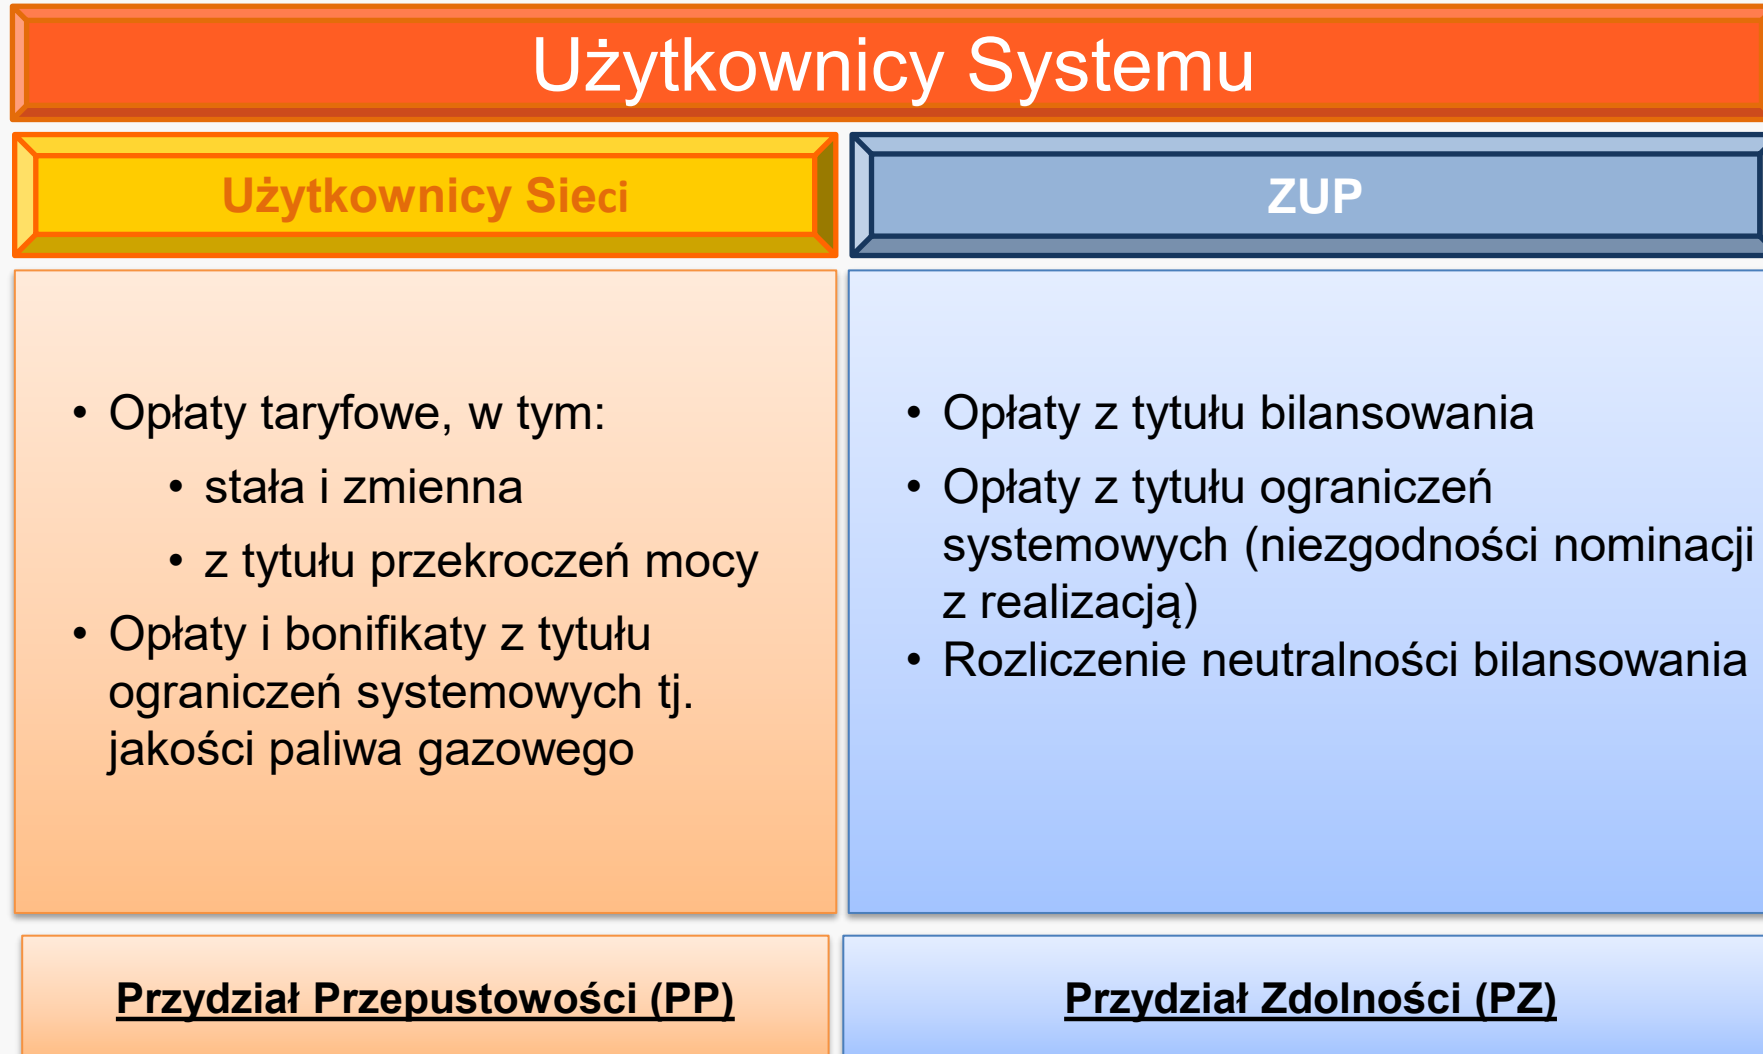 Użytkownicy Systemu
Użytkownicy Sieci
ZUP
• Opłaty taryfowe, w tym:
• stała i zmienna
• z tytułu przekroczeń mocy
• Opłaty i bonifikaty z tytułu
ograniczeń systemowych tj.
jakości paliwa gazowego
• Opłaty z tytułu bilansowania
• Opłaty z tytułu ograniczeń
systemowych (niezgodności nominacji
z realizacją)
• Rozliczenie neutralności bilansowania
Przydział Przepustowości (PP)
Przydział Zdolności (PZ)